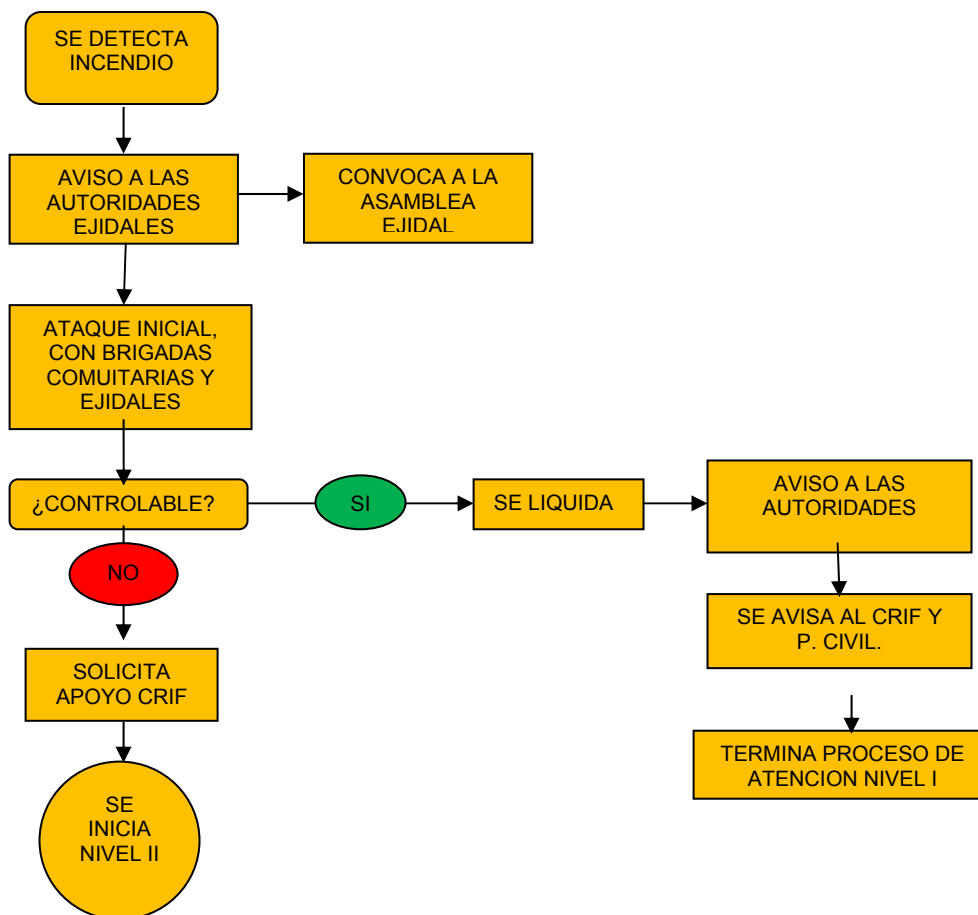 SE DETECTA
INCENDIO
AVISO A LAS
AUTORIDADES
EJIDALES
CONVOCA A LA
ASAMBLEA
EJIDAL
ATAQUE INICIAL,
CON BRIGADAS
COMUITARIAS Y
EJIDALES
¿CONTROLABLE?
SI
SE LIQUIDA
AVISO A LAS
AUTORIDADES
NO
SE AVISA AL CRIF Y
P. CIVIL.
SOLICITA
APOYO CRIF
TERMINA PROCESO DE
ATENCION NIVEL I
SE
INICIA
NIVEL II